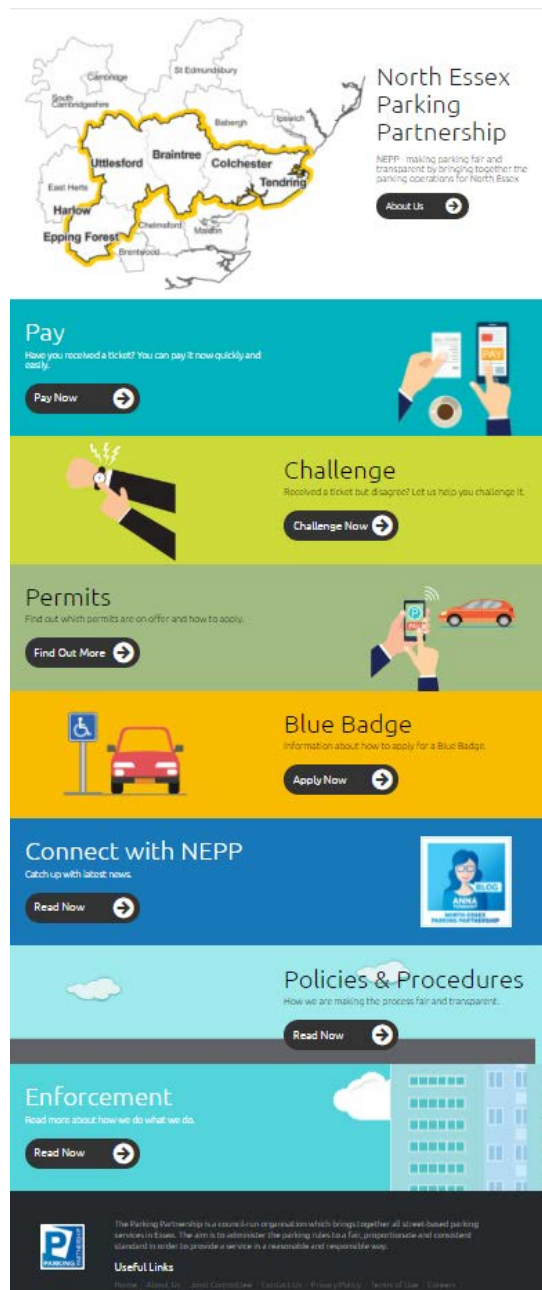 Cambridge
St Edmundsbury
South Cambridgeshire
Babergh
Ipswich
Uttlesford
Braintree
Colchester
Tendring
East Herts
Harlow
Chelmsford
Maldon
Epping Forest
Brentwood
North Essex
Parking
Partnership
NEPP - making parking fair and
transparent by bringing together the
parking operations for North Essex
About Us
Pay
Have you received a ticket? You can pay it now quickly and
easily.
Pay Now
PAY
Challenge
Received a ticket but disagree? Let us help you challenge it.
Challenge Now
Permits
Find out which permits are on offer and how to apply.
Find Out More
P
Blue Badge
Information about how to apply for a Blue Badge.
Apply Now
Connect with NEPP
Catch up with latest news.
Read Now
BLOG
ANNA
NORTH ESSEX
PARKING PARTNERSHIP
Policies & Procedures
How we are making the process fair and transparent.
Read Now
Enforcement
Read more about how we do what we do.
Read Now
P
PARKING
PARTNERSHIP
The Parking Partnership is a council-run organisation which brings together all street-based parking
services in Essex. The aim is to administer the parking rules to a fair, proportionate and consistent
standard in order to provide a service in a reasonable and responsible way.
Useful Links
Home | About Us | Joint Committee | Contact Us | Privacy Policy | Terms of Use | Careers |